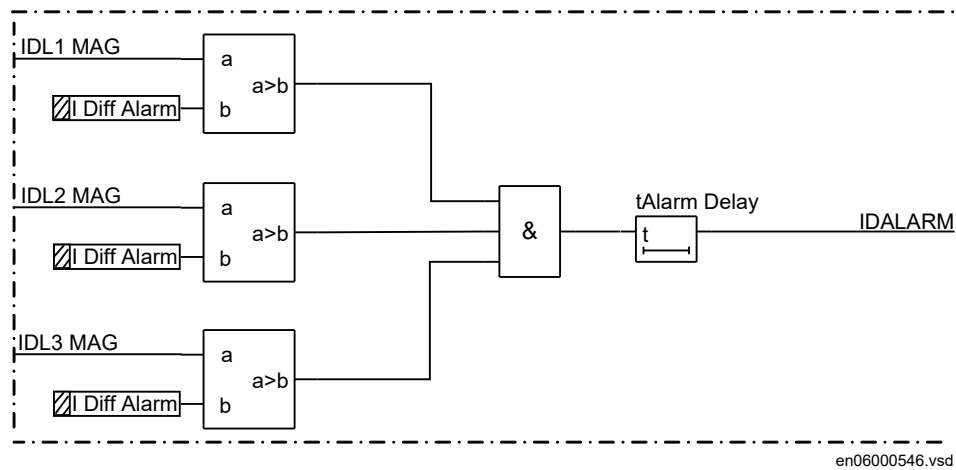 IDL1 MAG
a
a>b
I Diff Alarm
b
IDL2 MAG
a
a>b
I Diff Alarm
b
&
tAlarm Delay
t
IDALARM
IDL3 MAG
a
a>b
I Diff Alarm
b
en06000546.vsd